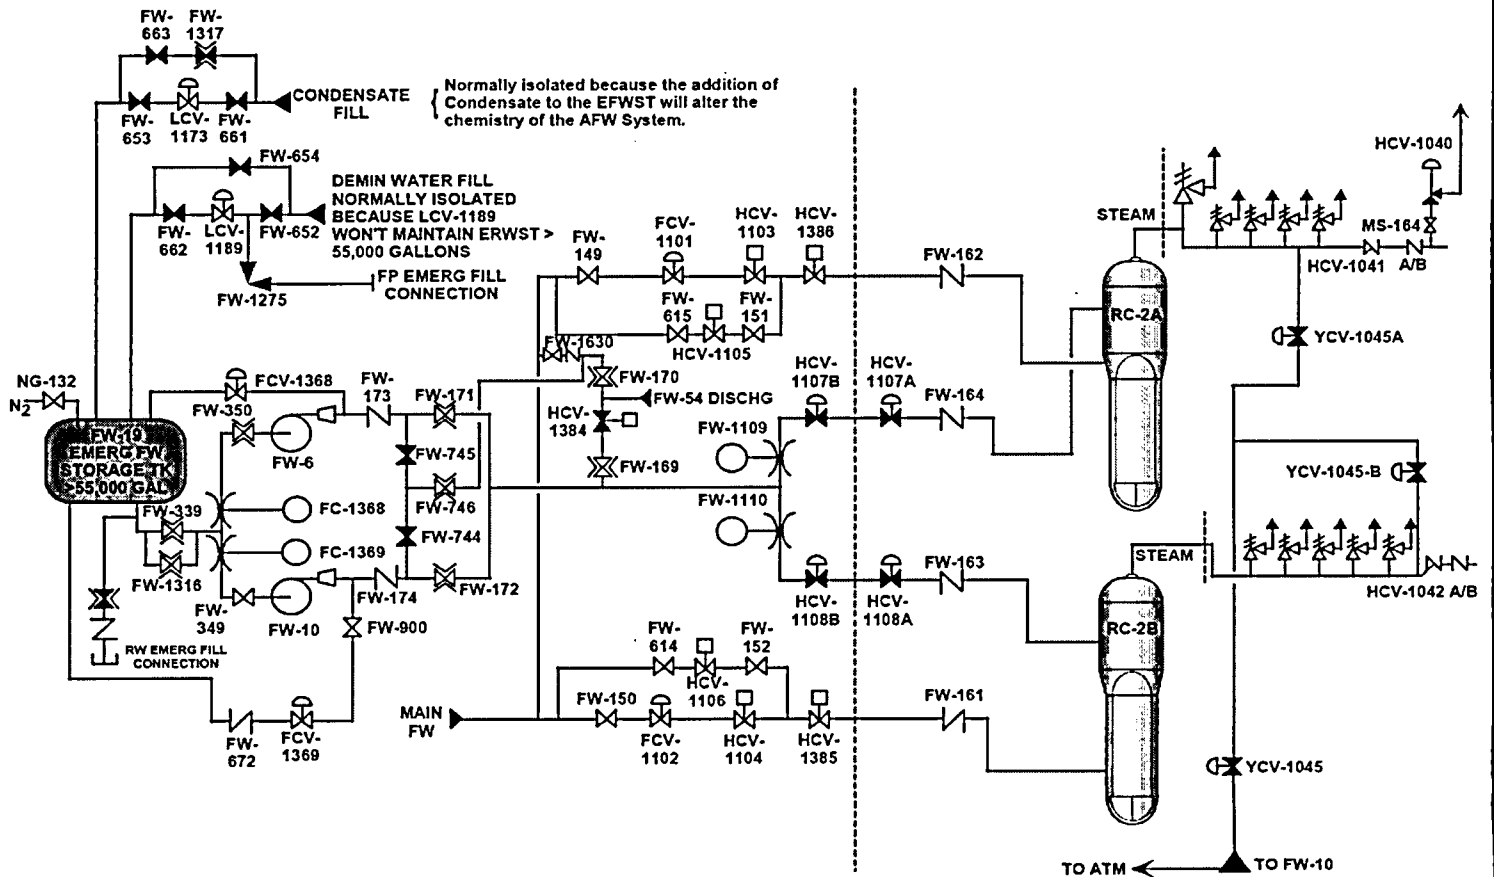 FW-
663
FW-
1317
CONDENSATE
FILL
Normally isolated because the addition of
Condensate to the EFWST will alter the
chemistry of the AFW System.
FW-
653
LCV-
1173
FW-
661
FW-654
DEMIN WATER FILL
NORMALLY ISOLATED
BECAUSE LCV-1189
WON'T MAINTAIN ERWST >
55,000 GALLONS
FW-
662
LCV-
1189
FW-652
FP EMERG FILL
CONNECTION
FW-1275
FW-
149
FCV-
1101
HCV-
1103
HCV-
1386
FW-162
FW-
615
FW-
151
HCV-1105
FW-1630
STEAM
HCV-1040
MS-164
HCV-1041
A/B
RC-2A
YCV-1045A
NG-132
N2
FCV-1368
FW-
173
FW-350
FW-171
FW-170
FW-54 DISCHG
HCV-
1384
HCV-
1107B
HCV-
1107A
FW-164
FW-19
EMERG FW
STORAGE TK
>55,000 GAL
FW-6
FW-745
FW-1109
FW-169
FW-339
FC-1368
FW-746
FW-1110
YCV-1045-B
FC-1369
FW-744
FW-1316
FW-
349
FW-10
FW-174
FW-172
FW-900
HCV-
1108B
HCV-
1108A
FW-163
STEAM
HCV-1042 A/B
RC-2B
RW EMERG FILL
CONNECTION
FW-
614
FW-
152
HCV-
1106
FW-150
FW-161
MAIN
FW
FW-
672
FCV-
1369
FCV-
1102
HCV-
1104
HCV-
1385
YCV-1045
TO ATM
TO FW-10